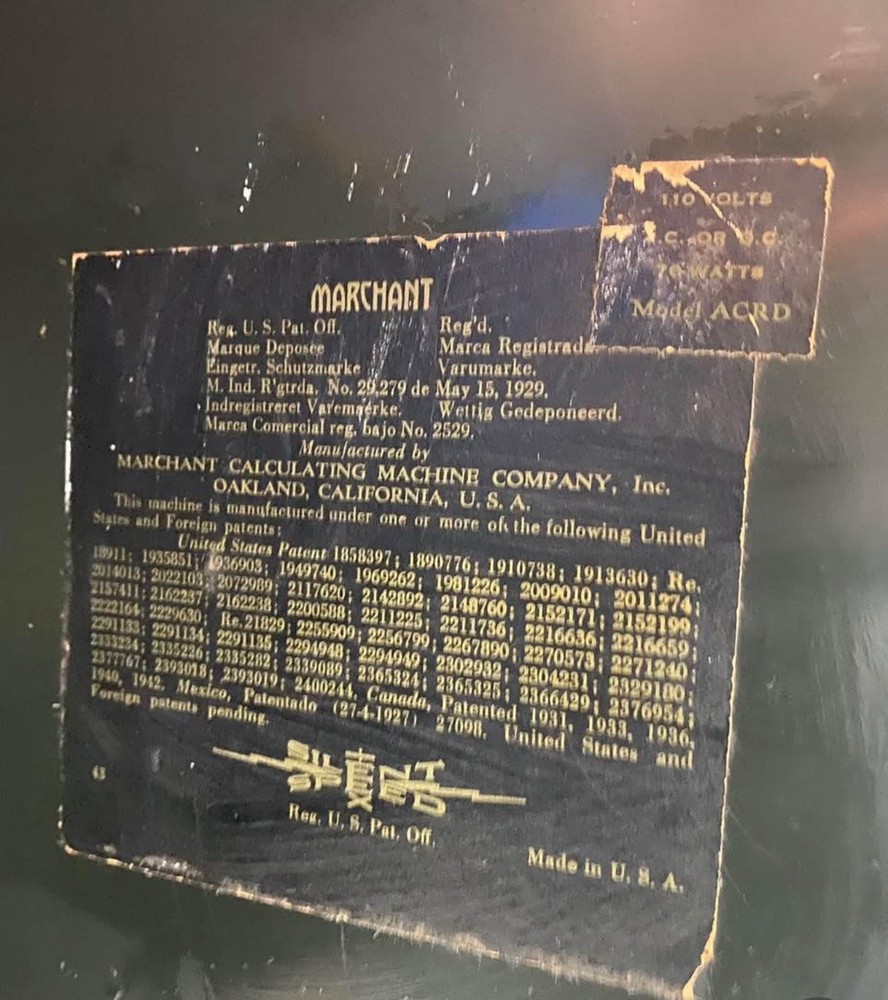 110 VOLTS
.C. OR D.C.
70 WATTS
Model ACRD
MARCHANT
Reg. U. S. Pat. Off. Reg'd.
Marque Deposée Marca Registrada
Eingetr. Schutzmarke Varumarke.
M. Ind. R'gtrda, No. 29,279 de May 15, 1929.
Indregistreret Varemaerke. Wettig Gedeponeerd.
Marca Comercial reg. bajo No. 2529.
Manufactured by
MARCHANT CALCULATING MACHINE COMPANY, Inc.
OAKLAND, CALIFORNIA, U. S. A.
This machine is manufactured under one or more of the following United
States and Foreign patents:
United States Patent 1858397; 1890776; 1910738; 1913630; Re.
18911; 1935851; 1936903; 1949740; 1969262; 1981226; 2009010; 2011274;
2014013; 2022103; 2072989; 2117620; 2142892; 2148760; 2152171; 2152199;
2157411; 2162237; 2162238; 2200588; 2211225; 2211736; 2216636; 2216659;
2222164; 2229630; Re. 21829; 2255909; 2256799; 2267890; 2270573; 2271240
2291133; 2291134; 2291135; 2294948; 2294949; 2302932; 2304231; 2329180;
2333234; 2335226; 2335282; 2339089; 2365324; 2365325; 2366429; 2376954;
2377767; 2393018; 2393019; 2400244, Canada, Patented 1931, 1933, 1936,
1940, 1942. Mexico, Patentado (27-4-1927) 27098. United States and
Foreign patents pending.
SILENT
SPEED
43
Reg. U. S. Pat. Off.
Made in U. S. A.